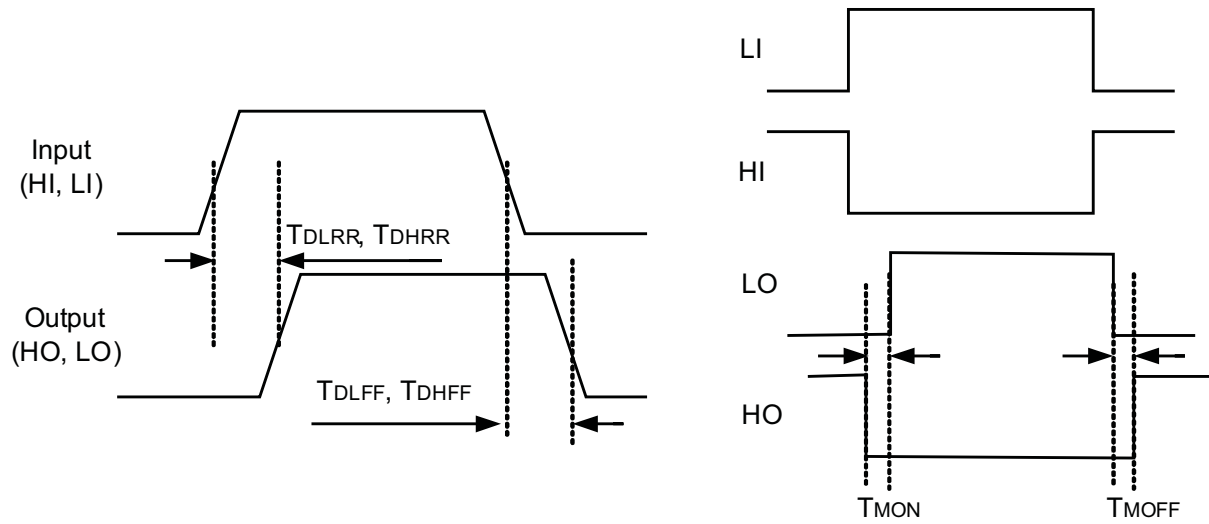 Input
(HI, LI)
TDLRR, TDHRR
Output
(HO, LO)
TDLFF, TDHFF
LI
HI
LO
HO
TMON
TMOFF